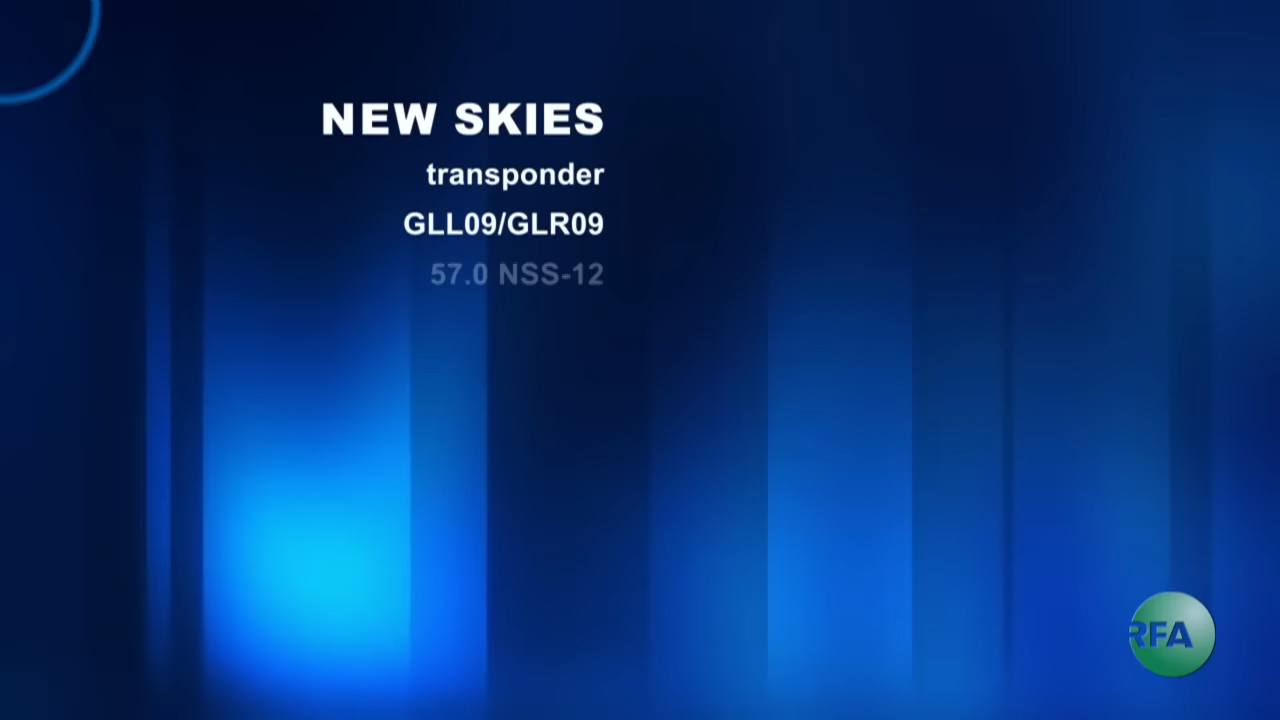 NEW SKIES
transponder
GLL09/GLR09
57.0 NSS-12
RFA